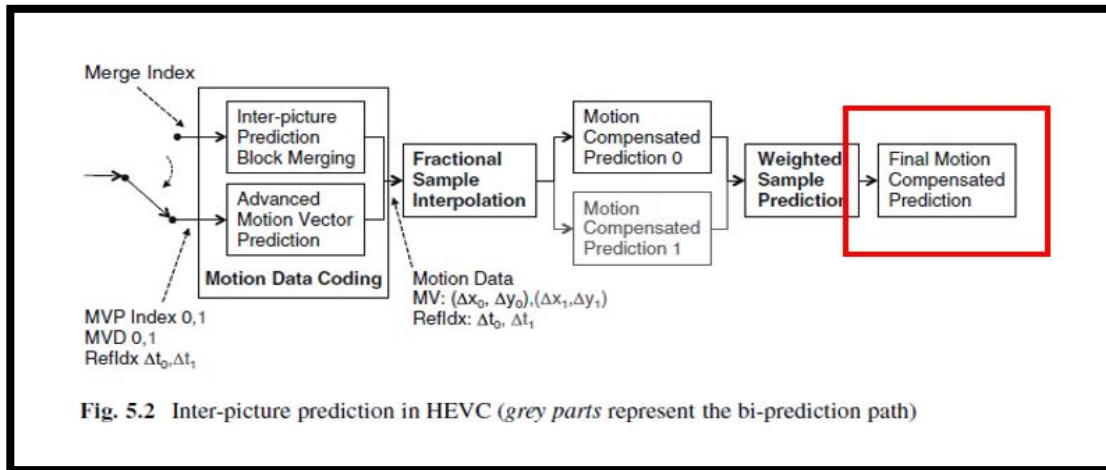 Merge Index
Inter-picture
Prediction
Block Merging
Advanced
Motion Vector
Prediction
Motion Data Coding
MVP Index 0,1
MVD 0,1
RefIdx Δt₀,Δt₁
Fractional
Sample
Interpolation
Motion Data
MV: (Δx₀, Δy₀),(Δx₁,Δy₁)
RefIdx: Δt₀, Δt₁
Motion
Compensated
Prediction 0
Motion
Compensated
Prediction 1
Weighted
Sample
Prediction
Final Motion
Compensated
Prediction
Fig. 5.2 Inter-picture prediction in HEVC (grey parts represent the bi-prediction path)